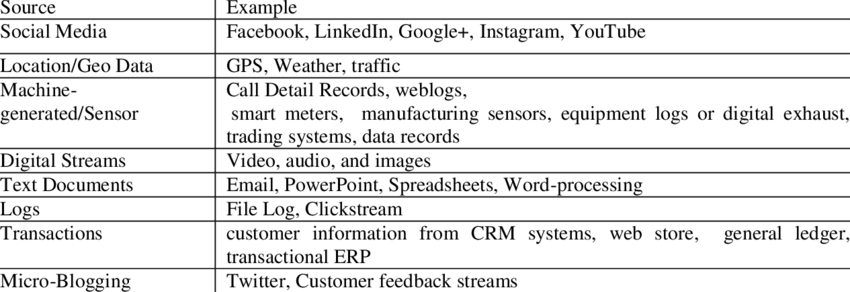 Source Example
Social Media Facebook, LinkedIn, Google+, Instagram, YouTube
Location/Geo Data GPS, Weather, traffic
Machine- Call Detail Records, weblogs,
generated/Sensor smart meters, manufacturing sensors, equipment logs or digital exhaust,
trading systems, data records
Digital Streams Video, audio, and images
Text Documents Email, PowerPoint, Spreadsheets, Word-processing
Logs File Log, Clickstream
Transactions customer information from CRM systems, web store, general ledger,
transactional ERP
Micro-Blogging Twitter, Customer feedback streams